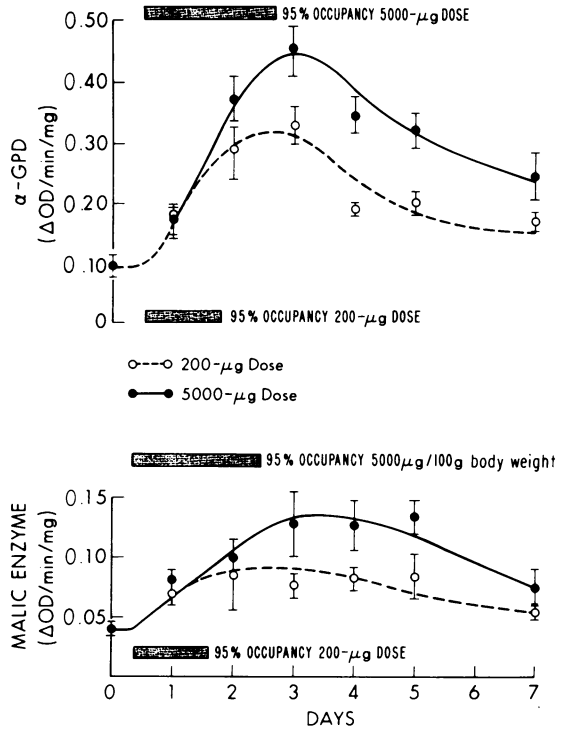 95% OCCUPANCY 5000-μg DOSE
0.50
0.40
0.30
0.20
0.10
0
α-GPD
(ΔOD/min/mg)
95% OCCUPANCY 200-μg DOSE
200-μg Dose
5000-μg Dose
95% OCCUPANCY 5000μg/100g body weight
0.15
0.10
0.05
MALIC ENZYME
(ΔOD/min/mg)
95% OCCUPANCY 200-μg DOSE
0 1 2 3 4 5 6 7
DAYS